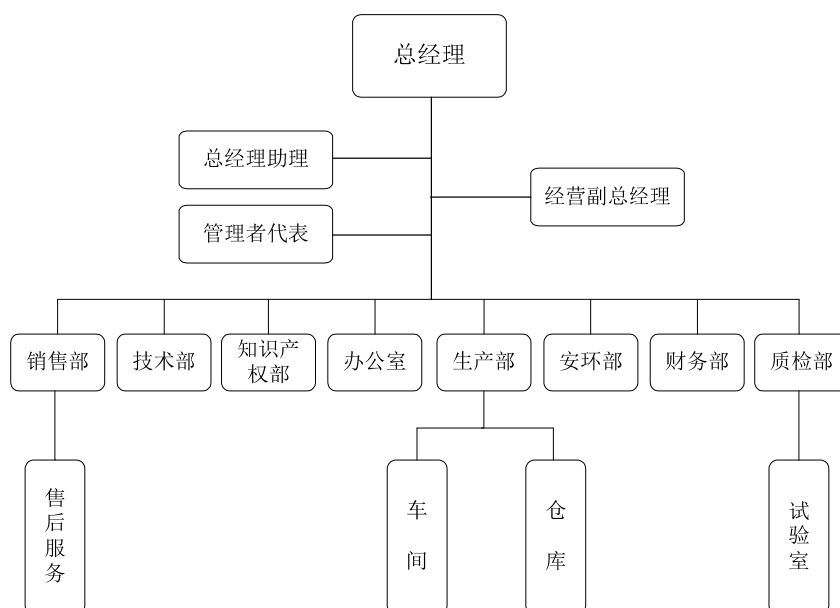 总经理
总经理助理
经营副总经理
管理者代表
销售部
技术部
知识产
权部
办公室
生产部
安环部
财务部
质检部
售后服务
车间
仓库
试验室